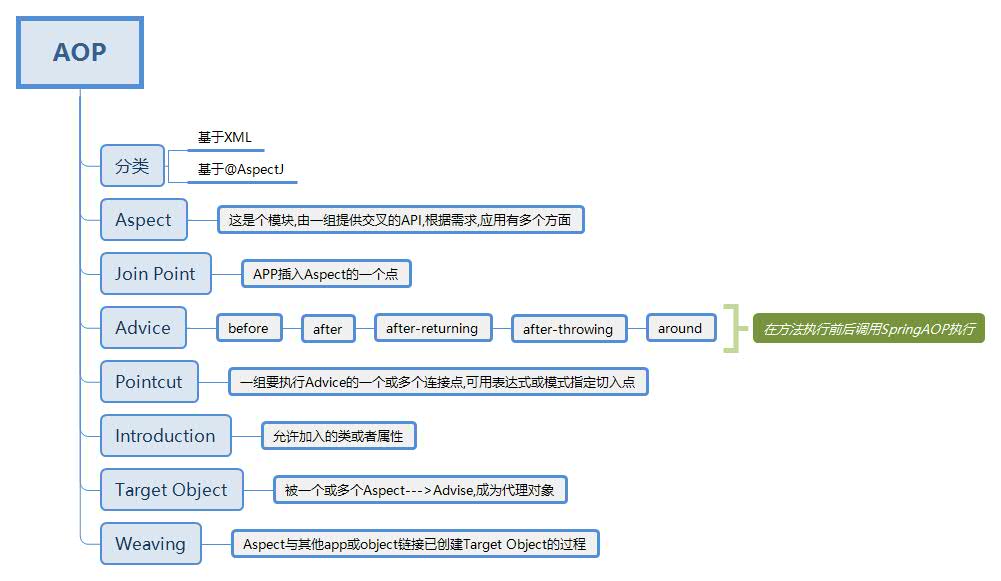 AOP
分类
基于XML
基于@AspectJ
Aspect
这是个模块,由一组提供交叉的API,根据需求,应用有多个方面
Join Point
APP插入Aspect的一个点
Advice
before
after
after-returning
after-throwing
around
在方法执行前后调用SpringAOP执行
Pointcut
一组要执行Advice的一个或多个连接点,可用表达式或模式指定切入点
Introduction
允许加入的类或者属性
Target Object
被一个或多个Aspect--->Advise,成为代理对象
Weaving
Aspect与其他app或object链接已创建Target Object的过程